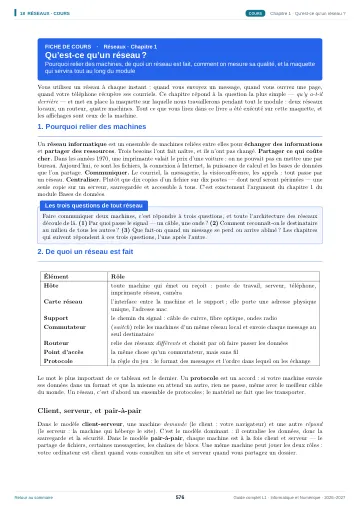 18 RÉSEAUX · COURS
COURS Chapitre 1 · Qu'est-ce qu'un réseau ?
FICHE DE COURS · Réseaux · Chapitre 1
Qu'est-ce qu'un réseau ?
Pourquoi relier des machines, de quoi un réseau est fait, comment on mesure sa qualité, et la maquette
qui servira tout au long du module
Vous utilisez un réseau à chaque instant : quand vous envoyez un message, quand vous ouvrez une page,
quand votre téléphone récupère ses courriels. Ce chapitre répond à la question la plus simple — qu'y a-t-il
derrière — et met en place la maquette sur laquelle nous travaillerons pendant tout le module : deux réseaux
locaux, un routeur, quatre machines. Tout ce que vous lirez dans ce livre a été exécuté sur cette maquette, et
les affichages sont ceux de la machine.
1. Pourquoi relier des machines
Un réseau informatique est un ensemble de machines reliées entre elles pour échanger des informations
et partager des ressources. Trois besoins l'ont fait naître, et ils n'ont pas changé. Partager ce qui coûte
cher. Dans les années 1970, une imprimante valait le prix d'une voiture : on ne pouvait pas en mettre une par
bureau. Aujourd'hui, ce sont les fichiers, la connexion à Internet, la puissance de calcul et les bases de données
que l'on partage. Communiquer. Le courriel, la messagerie, la visioconférence, les appels : tout passe par
un réseau. Centraliser. Plutôt que dix copies d'un fichier sur dix postes — dont neuf seront périmées — une
seule copie sur un serveur, sauvegardée et accessible à tous. C'est exactement l'argument du chapitre 1 du
module Bases de données.
Les trois questions de tout réseau
Faire communiquer deux machines, c'est répondre à trois questions, et toute l'architecture des réseaux
découle de là. (1) Par quoi passe le signal — un câble, une onde ? (2) Comment reconnaît-on le destinataire
au milieu de tous les autres ? (3) Que fait-on quand un message se perd ou arrive abîmé ? Les chapitres
qui suivent répondent à ces trois questions, l'une après l'autre.
2. De quoi un réseau est fait
Élément Rôle
Hôte toute machine qui émet ou reçoit : poste de travail, serveur, téléphone,
imprimante réseau, caméra
Carte réseau l'interface entre la machine et le support ; elle porte une adresse physique
unique, l'adresse mac
Support le chemin du signal : câble de cuivre, fibre optique, ondes radio
Commutateur (switch) relie les machines d'un même réseau local et envoie chaque message au
seul destinataire
Routeur relie des réseaux différents et choisit par où faire passer les données
Point d'accès la même chose qu'un commutateur, mais sans fil
Protocole la règle du jeu : le format des messages et l'ordre dans lequel on les échange
Le mot le plus important de ce tableau est le dernier. Un protocole est un accord : si votre machine envoie
ses données dans un format et que la mienne en attend un autre, rien ne passe, même avec le meilleur câble
du monde. Un réseau, c'est d'abord un ensemble de protocoles ; le matériel ne fait que les transporter.
Client, serveur, et pair-à-pair
Dans le modèle client-serveur, une machine demande (le client : votre navigateur) et une autre répond
(le serveur : la machine qui héberge le site). C'est le modèle dominant : il centralise les données, donc la
sauvegarde et la sécurité. Dans le modèle pair-à-pair, chaque machine est à la fois client et serveur — le
partage de fichiers, certaines messageries, les chaînes de blocs. Une même machine peut jouer les deux rôles :
votre ordinateur est client quand vous consultez un site et serveur quand vous partagez un dossier.
Retour au sommaire
576
Guide complet L1 · Informatique et Numérique · 2026–2027